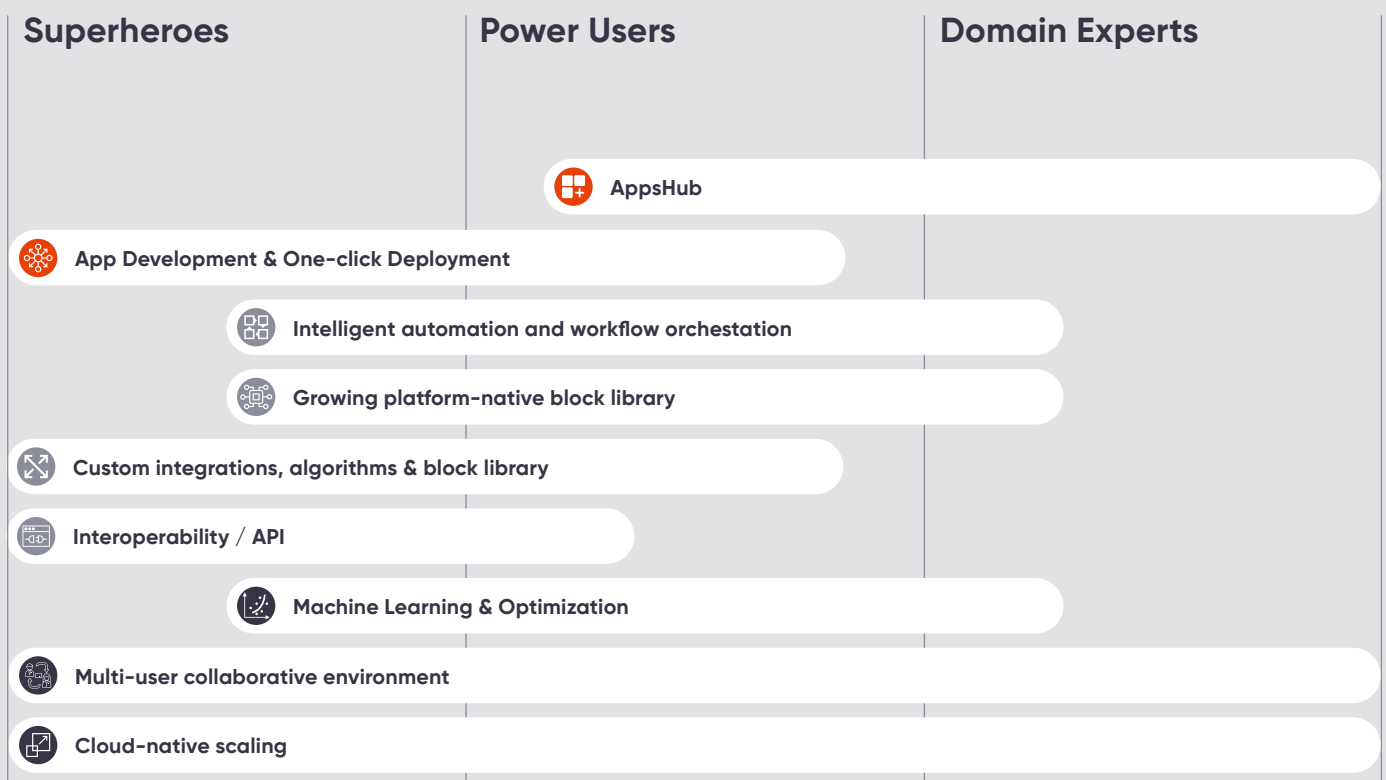 Superheroes
Power Users
Domain Experts
AppsHub
App Development & One-click Deployment
Intelligent automation and workflow orchestation
Growing platform-native block library
Custom integrations, algorithms & block library
Interoperability / API
Machine Learning & Optimization
Multi-user collaborative environment
Cloud-native scaling